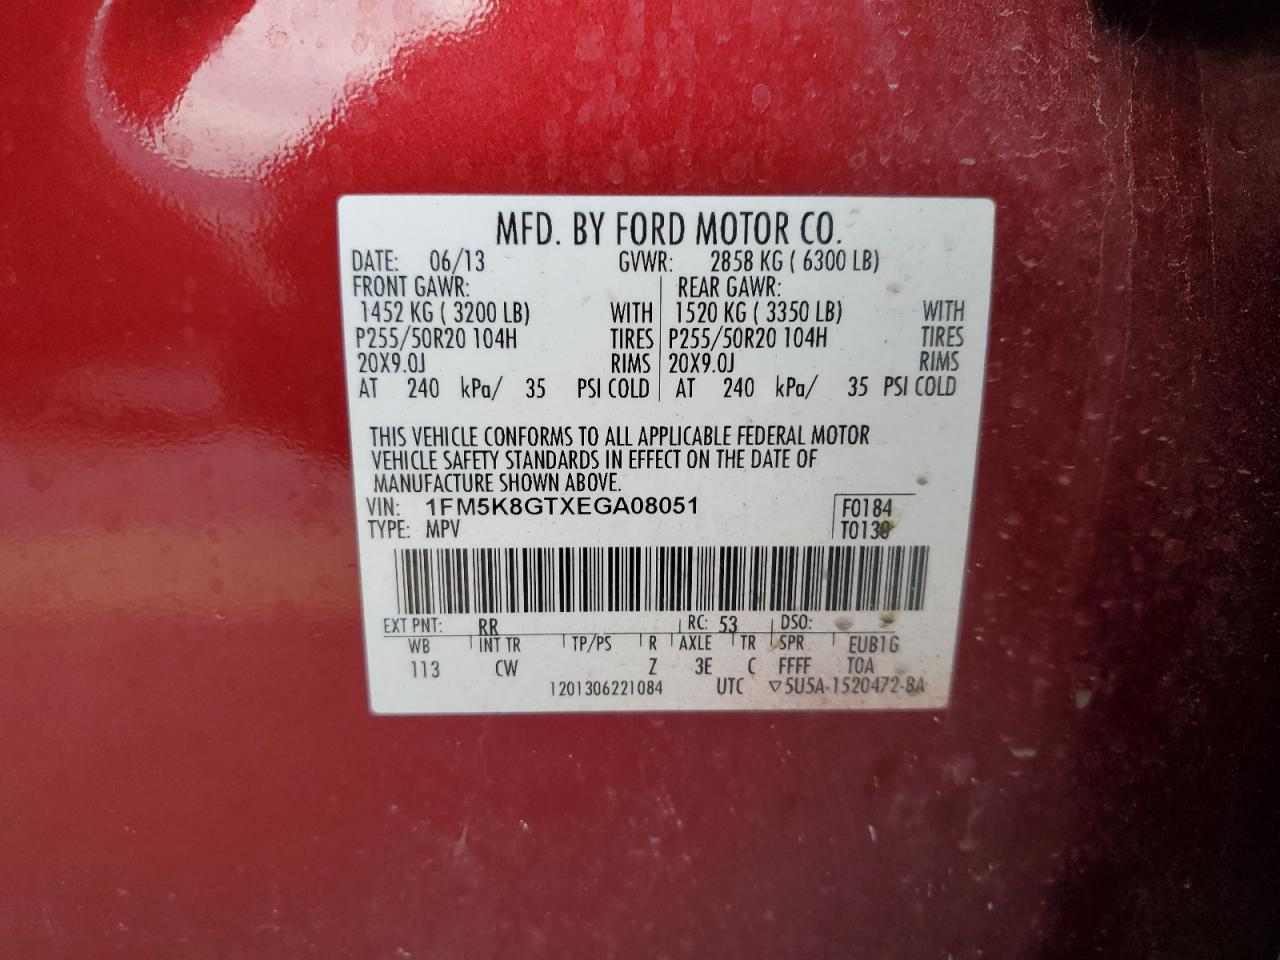 MFD. BY FORD MOTOR CO.
DATE: 06/13 GVWR: 2858 KG ( 6300 LB)
FRONT GAWR: REAR GAWR:
1452 KG ( 3200 LB) WITH 1520 KG ( 3350 LB) WITH
P255/50R20 104H TIRES P255/50R20 104H TIRES
20X9.0J RIMS 20X9.0J RIMS
AT 240 kPa/ 35 PSI COLD AT 240 kPa/ 35 PSI COLD
THIS VEHICLE CONFORMS TO ALL APPLICABLE FEDERAL MOTOR
VEHICLE SAFETY STANDARDS IN EFFECT ON THE DATE OF
MANUFACTURE SHOWN ABOVE.
VIN: 1FM5K8GTXEGA08051 F0184
TYPE: MPV T0130
EXT PNT: RR RC: 53 DSO:
WB INT TR TP/PS R AXLE TR SPR EUB1G
113 CW Z 3E C FFFF TOA
1201306221084 UTC ▽5U5A-1520472-BA